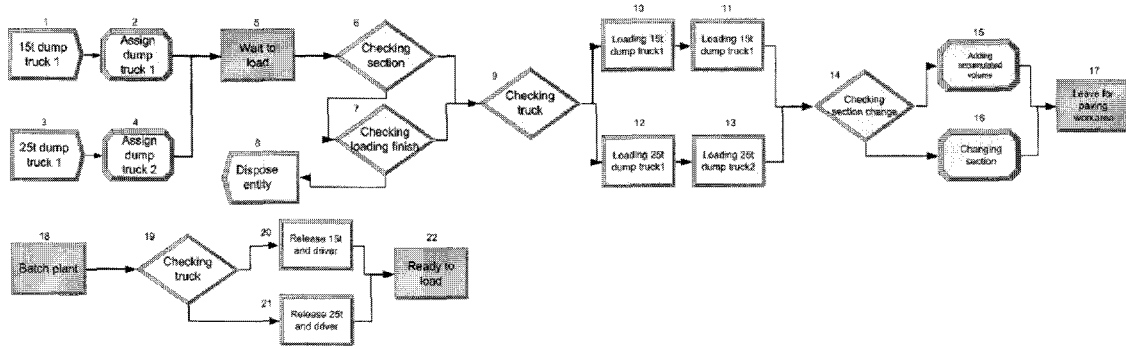 1
15t dump
truck 1
2
Assign
dump
truck 1
3
25t dump
truck 1
4
Assign
dump
truck 2
5
Wait to
load
6
Checking
section
7
Checking
loading finish
8
Dispose
entity
9
Checking
truck
10
Loading 15t
dump truck1
11
Loading 15t
dump truck1
12
Loading 25t
dump truck1
13
Loading 25t
dump truck2
14
Checking
section change
15
Adding
accumulated
volume
16
Changing
section
17
Leave for
paving
workarea
18
Batch plant
19
Checking
truck
20
Release 15t
and driver
21
Release 25t
and driver
22
Ready to
load